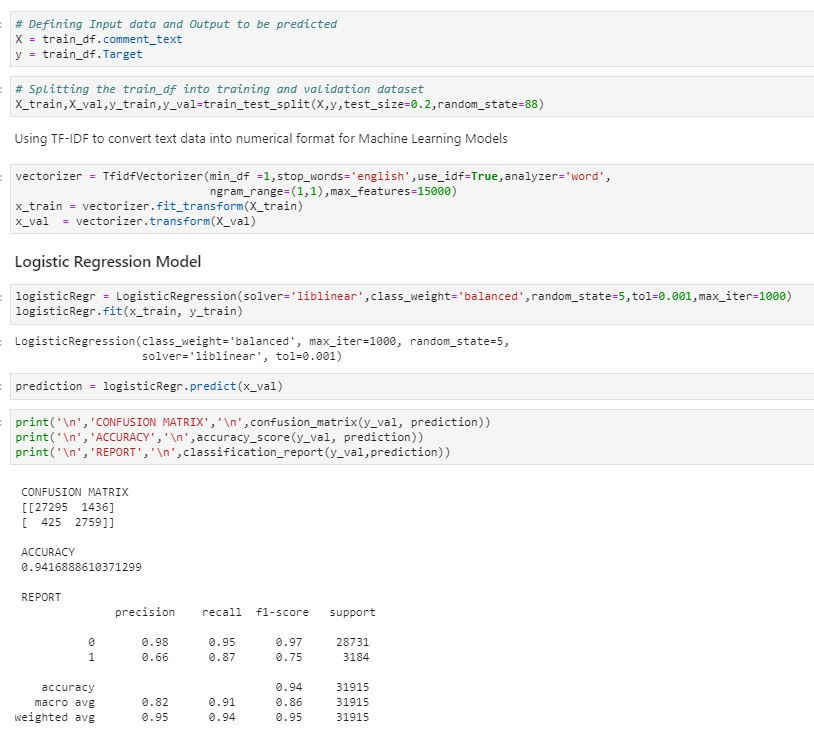 # Defining Input data and Output to be predicted
X = train_df.comment_text
y = train_df.Target
# Splitting the train_df into training and validation dataset
X_train,X_val,y_train,y_val=train_test_split(X,y,test_size=0.2,random_state=88)
Using TF-IDF to convert text data into numerical format for Machine Learning Models
vectorizer = TfidfVectorizer(min_df =1,stop_words='english',use_idf=True,analyzer='word',
ngram_range=(1,1),max_features=15000)
x_train = vectorizer.fit_transform(X_train)
x_val  = vectorizer.transform(X_val)
Logistic Regression Model
logisticRegr = LogisticRegression(solver='liblinear',class_weight='balanced',random_state=5,tol=0.001,max_iter=1000)
logisticRegr.fit(x_train, y_train)
LogisticRegression(class_weight='balanced', max_iter=1000, random_state=5,
solver='liblinear', tol=0.001)
prediction = logisticRegr.predict(x_val)
print('\n','CONFUSION MATRIX','\n',confusion_matrix(y_val, prediction))
print('\n','ACCURACY','\n',accuracy_score(y_val, prediction))
print('\n','REPORT','\n',classification_report(y_val,prediction))
CONFUSION MATRIX
[[27295  1436]
[  425  2759]]
ACCURACY
0.9416888610371299
REPORT
precision    recall  f1-score   support
0       0.98      0.95      0.97     28731
1       0.66      0.87      0.75      3184
accuracy                           0.94     31915
macro avg       0.82      0.91      0.86     31915
weighted avg       0.95      0.94      0.95     31915